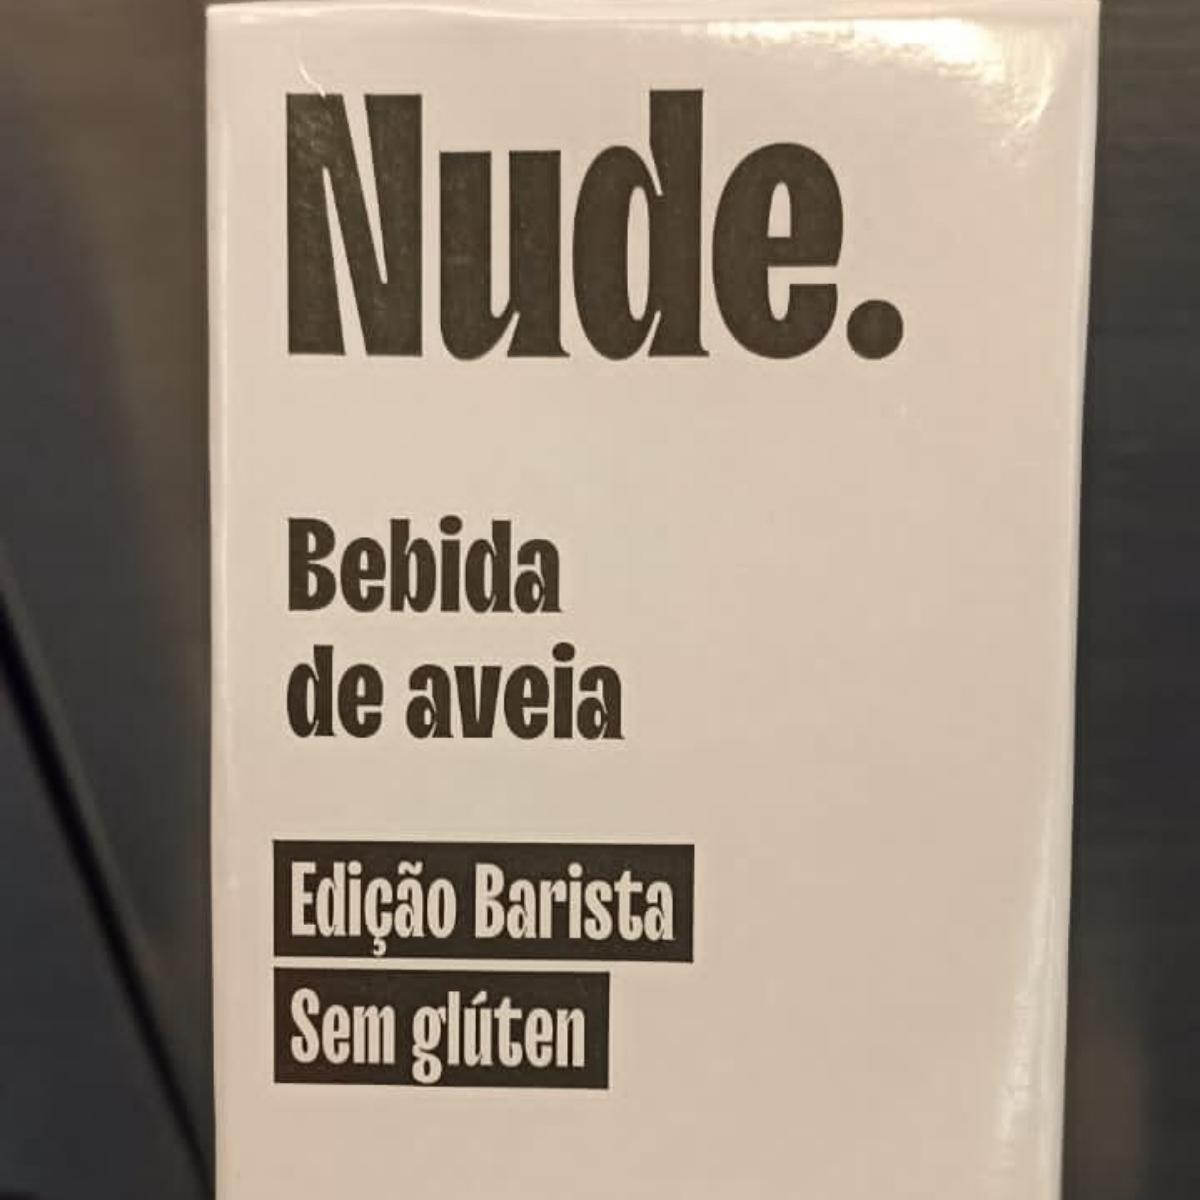 Nude.
Bebida
de aveia
Edição Barista
Sem glúten